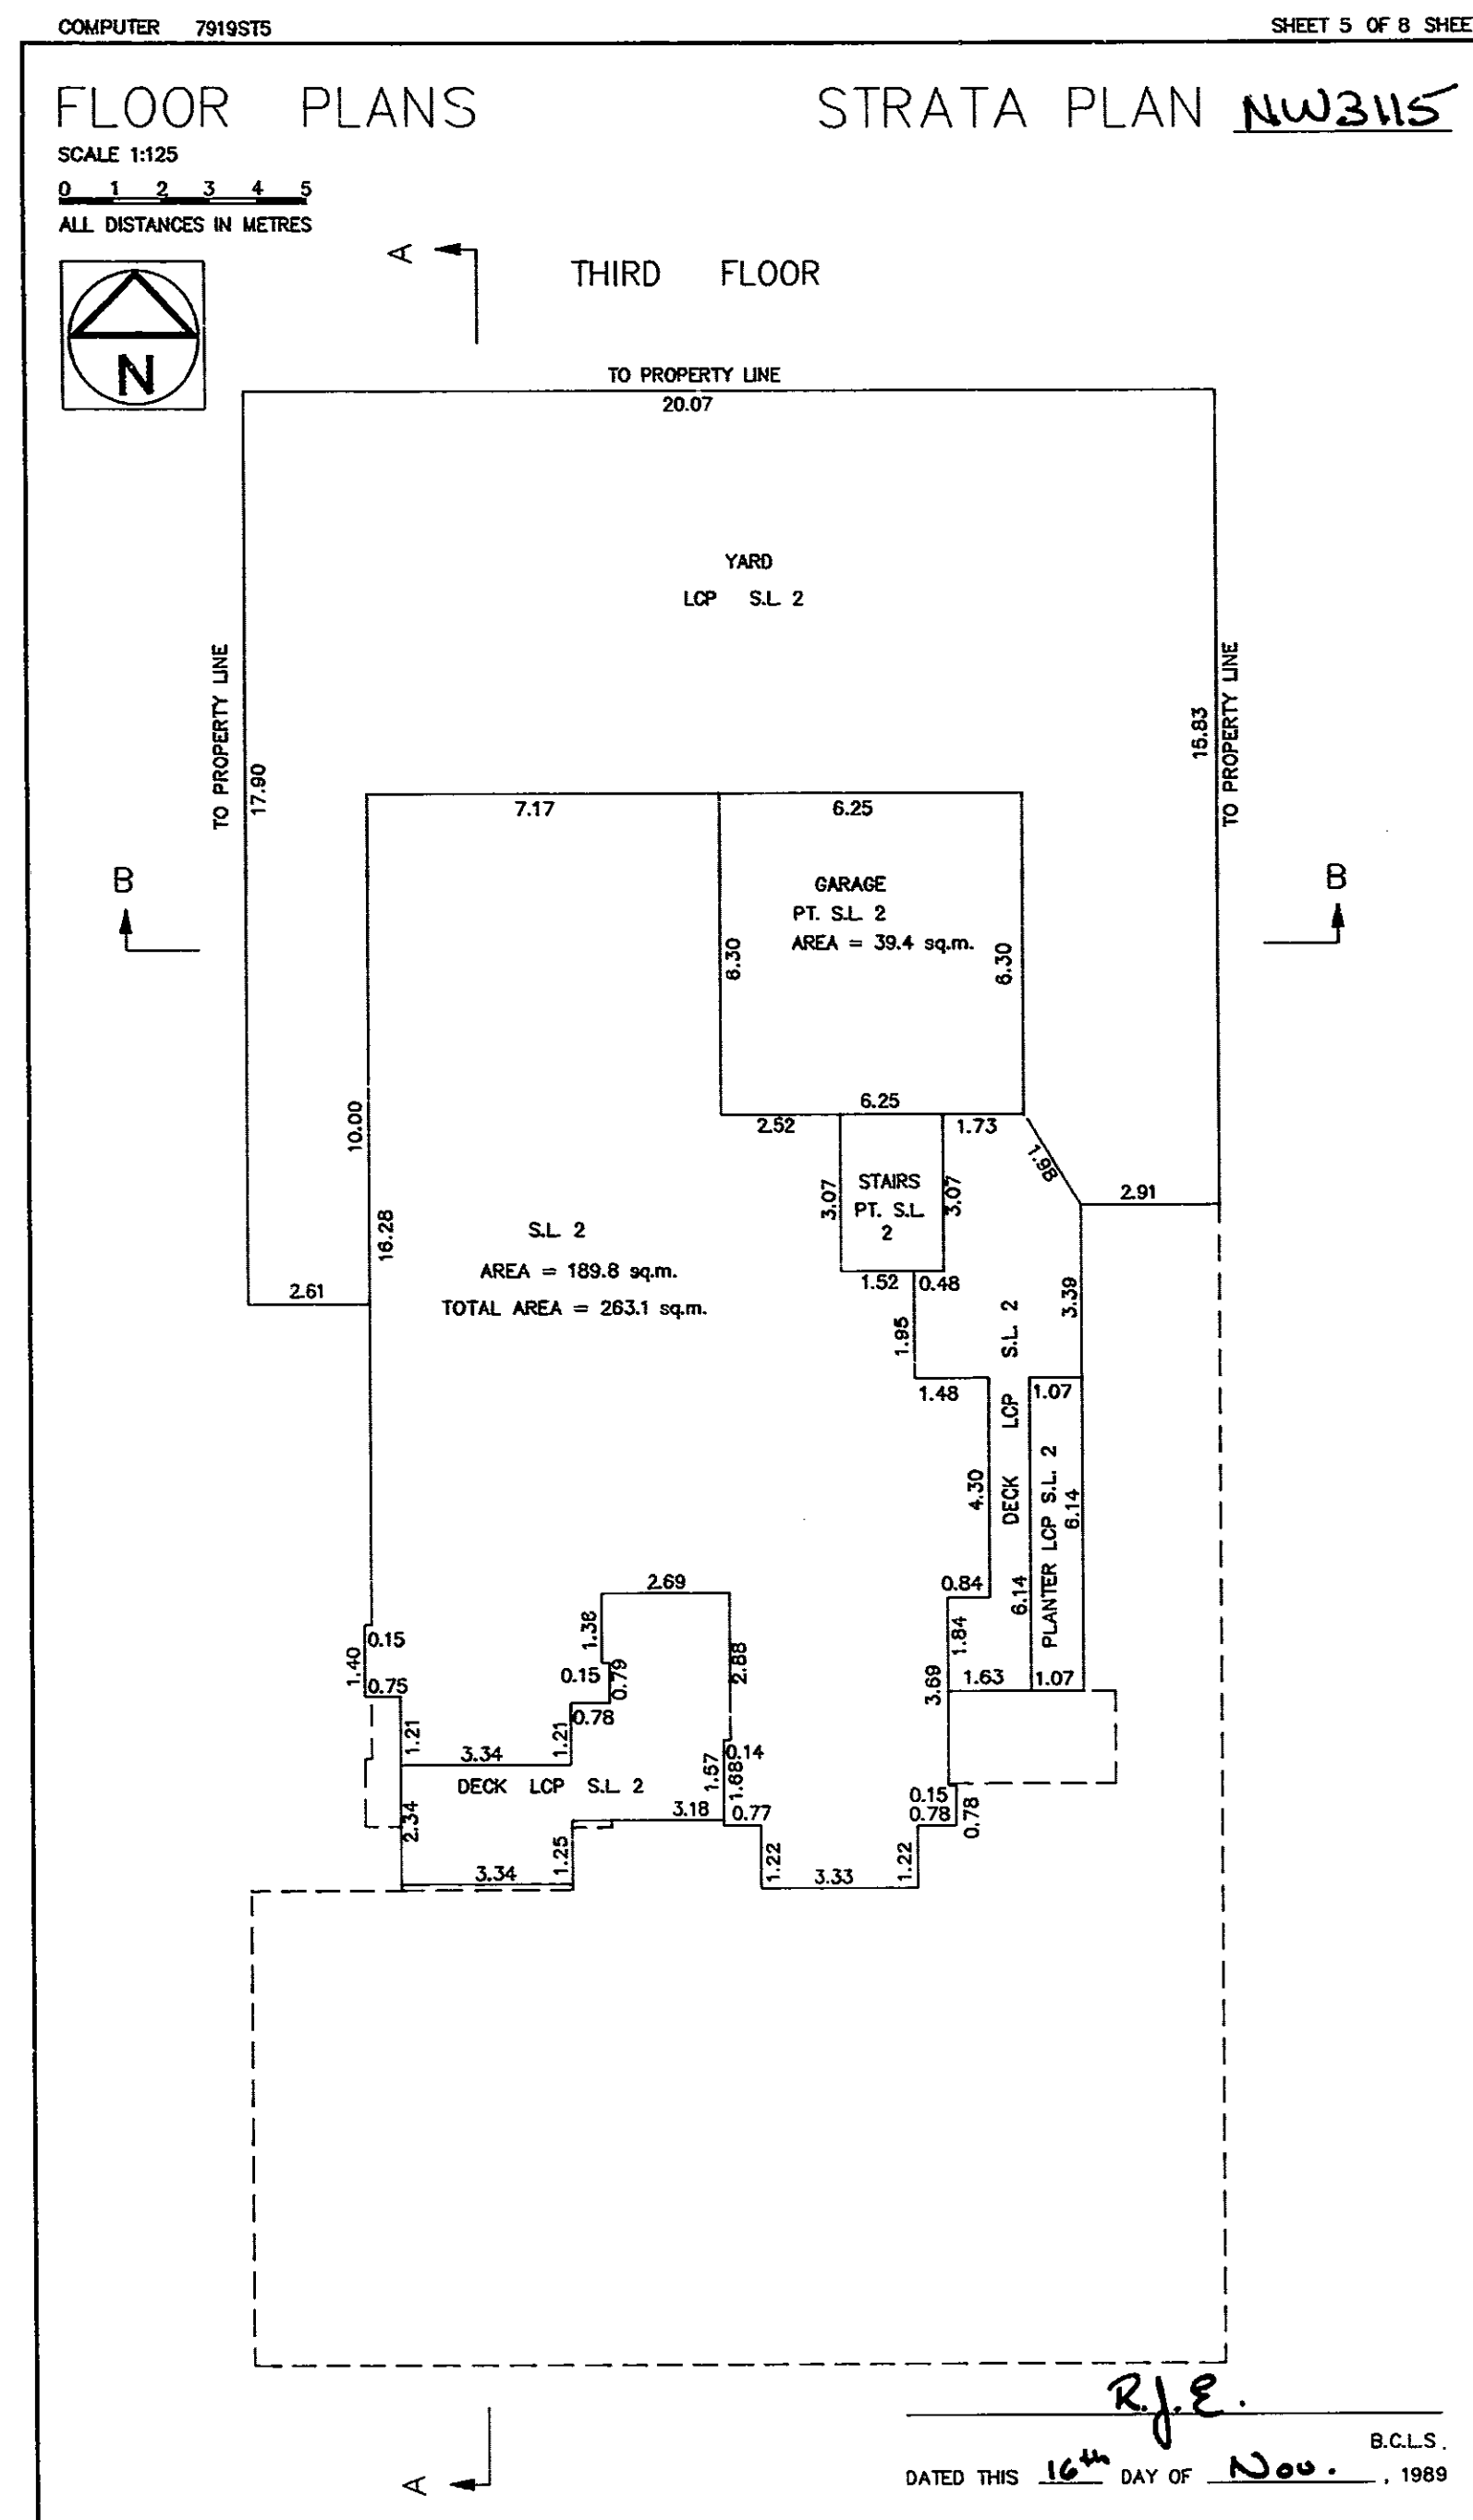 COMPUTER 7919ST5
SHEET 5 OF 8 SHEE
FLOOR PLANS
STRATA PLAN NW3115
SCALE 1:125
0 1 2 3 4 5
ALL DISTANCES IN METRES
A
THIRD FLOOR
N
TO PROPERTY LINE
20.07
YARD
LCP S.L. 2
TO PROPERTY LINE
17.90
15.83
TO PROPERTY LINE
7.17
6.25
B
B
GARAGE
PT. S.L. 2
AREA = 39.4 sq.m.
6.30
6.30
10.00
6.25
2.52
1.73
1.98
STAIRS
PT. S.L.
2
3.07
3.07
2.91
16.28
S.L. 2
AREA = 189.8 sq.m.
TOTAL AREA = 263.1 sq.m.
2.61
1.52
0.48
3.39
1.95
DECK LCP S.L. 2
1.48
1.07
4.30
PLANTER LCP S.L. 2
6.14
6.14
2.69
0.84
1.38
1.84
0.15
1.40
0.15
0.79
2.88
0.75
3.69
1.63
1.07
0.78
1.21
1.21
3.34
0.14
1.57
1.68
DECK LCP S.L. 2
0.15
0.78
0.78
3.18
0.77
2.34
1.25
1.22
1.22
3.34
3.33
R.J.E.
B.C.L.S.
DATED THIS 16th DAY OF Nov. , 1989
A